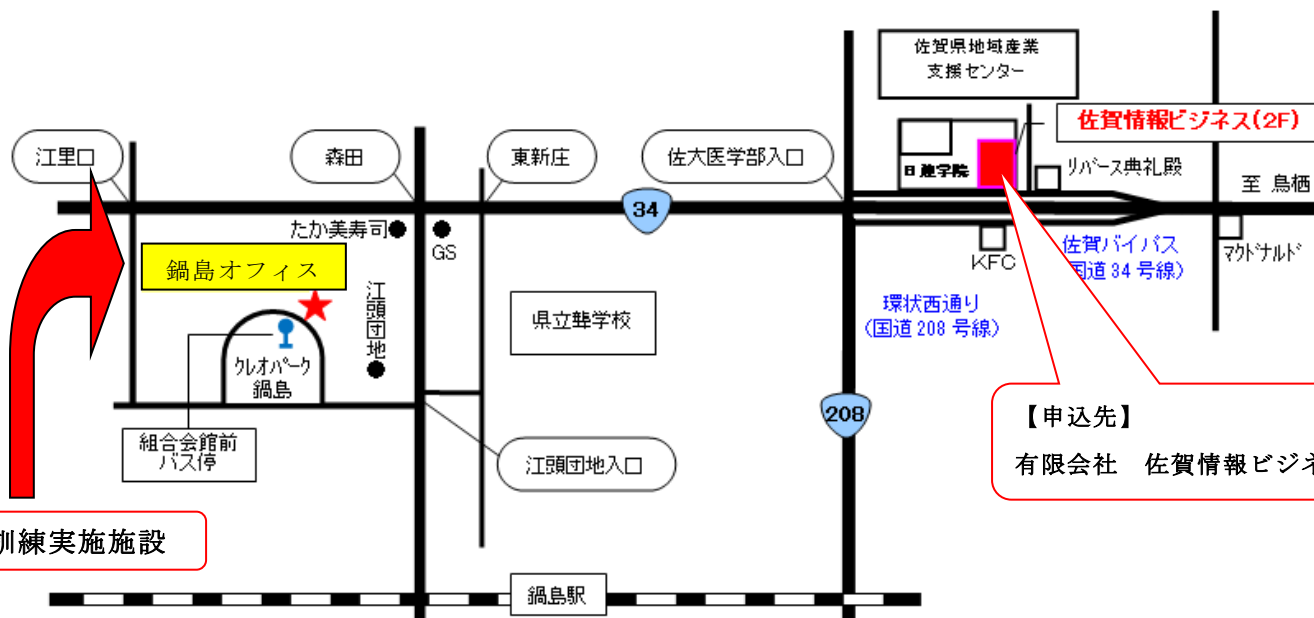 佐賀県地域産業
支援センター
佐賀情報ビジネス(2F)
江里口
森田
東新庄
佐大医学部入口
日建学院
リバース典礼殿
至 鳥栖
34
たか美寿司
GS
KFC
佐賀バイパス
国道34号線)
マクドナルド
鍋島オフィス
江頭団地
県立聾学校
環状西通り
(国道208号線)
クレオパーク
鍋島
208
【申込先】
有限会社 佐賀情報ビジネ
組合会館前
バス停
江頭団地入口
訓練実施施設
鍋島駅